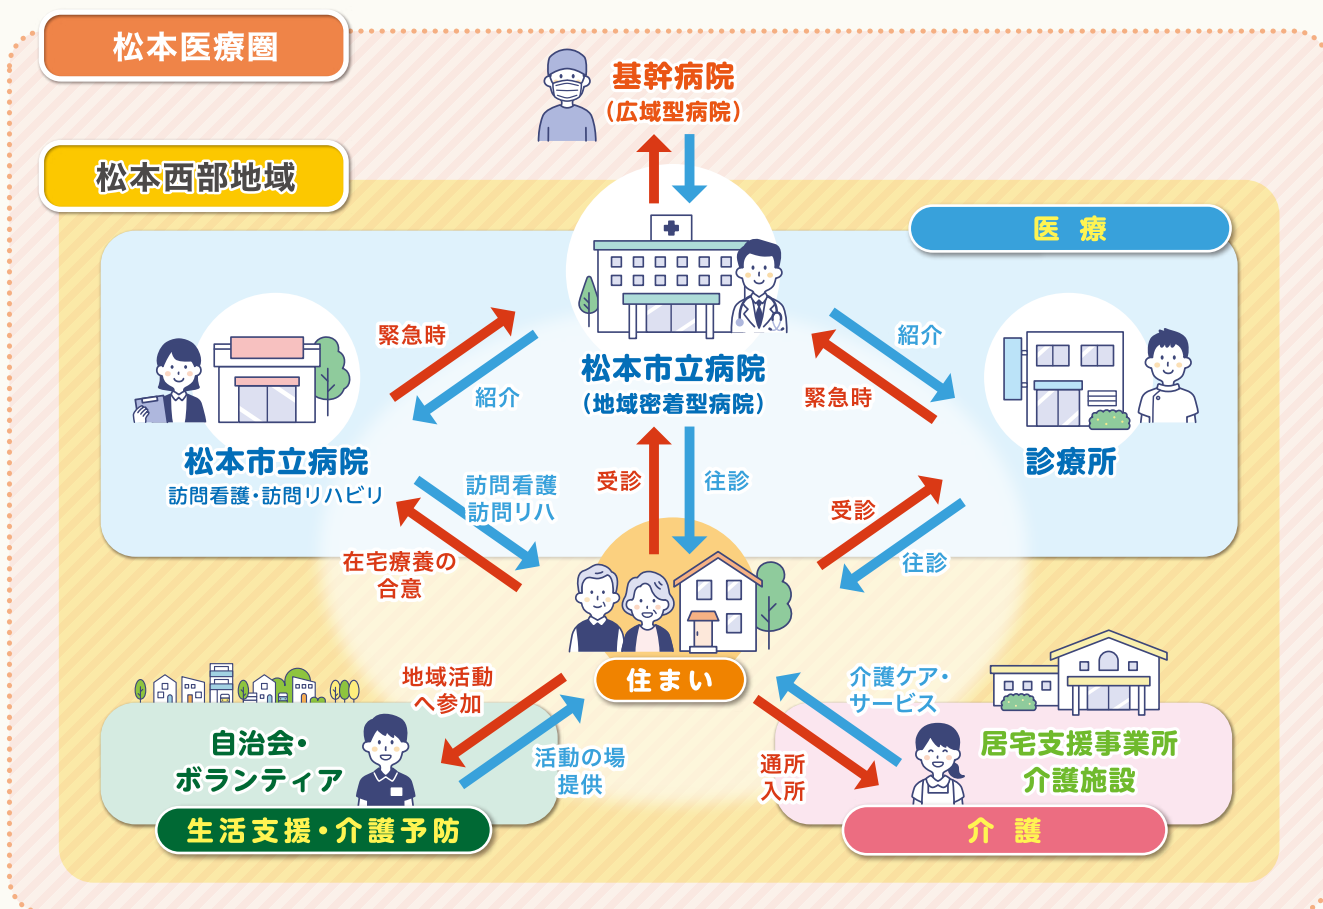 松本医療圏
基幹病院
（広域型病院）
松本西部地域
医療
緊急時
紹介
松本市立病院
（地域密着型病院）
紹介
緊急時
松本市立病院
訪問看護・訪問リハビリ
診療所
訪問看護
訪問リハ
受診
往診
受診
往診
在宅療養の
合意
住まい
地域活動
へ参加
介護ケア・
サービス
自治会・
ボランティア
活動の場
提供
通所
入所
居宅支援事業所
介護施設
生活支援・介護予防
介護